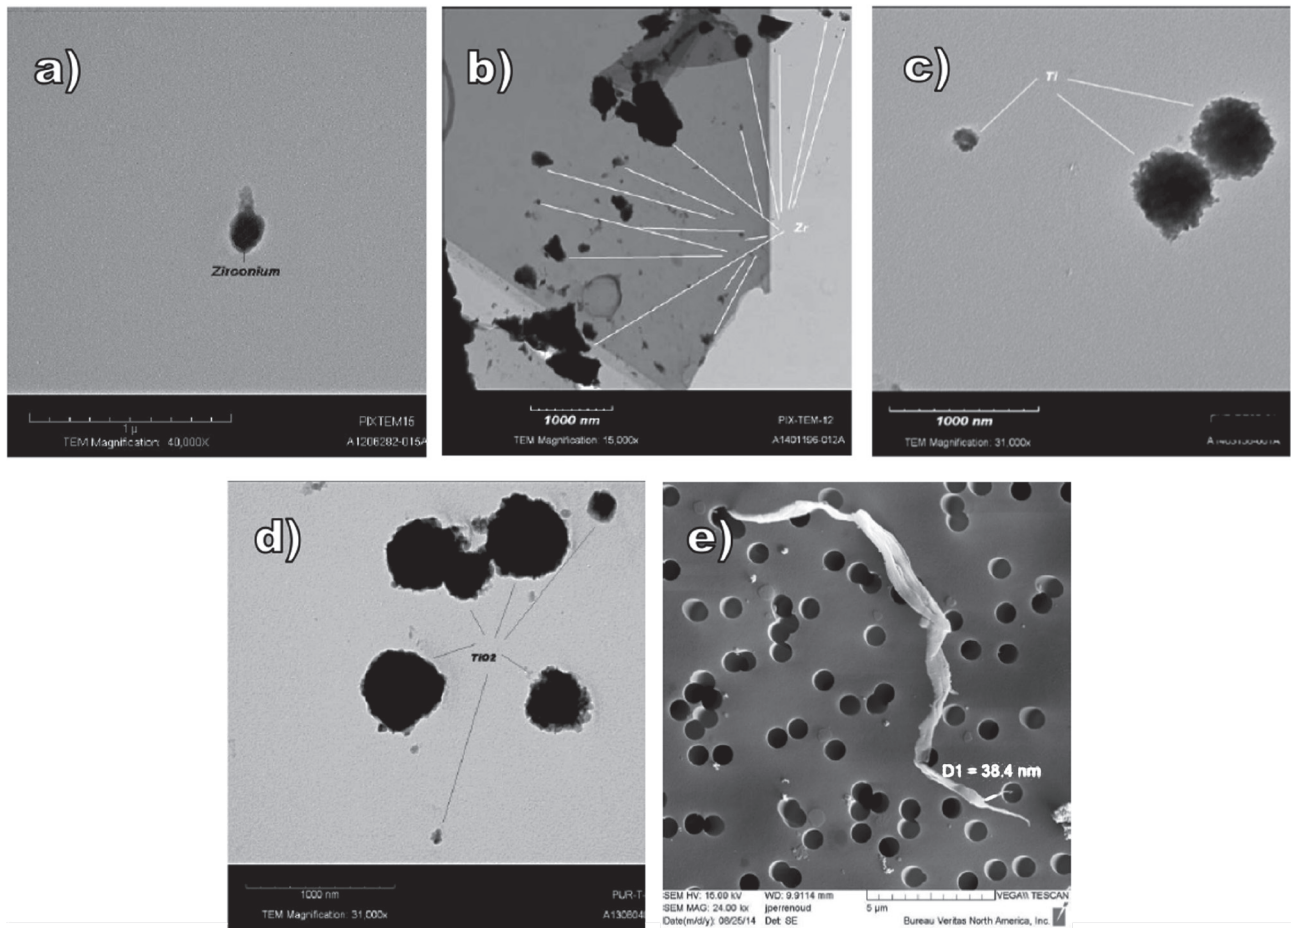 a)
Zirconium
1 µ
TEM Magnification: 40,000X
PIXTEM15
A1206282-015A
b)
Zr
1000 nm
TEM Magnification: 15,000x
PIX-TEM-12
A1401196-012A
c)
Ti
1000 nm
TEM Magnification: 31,000x
d)
TiO2
1000 nm
TEM Magnification: 31,000x
PUR-T-
A130804
e)
D1 = 38.4 nm
SEM HV: 15.00 kV WD: 9.9114 mm VEGA\\ TESCAN
SEM MAG: 24.00 kx jperrenoud 5 µm
Date(m/d/y): 08/25/14 Det: SE Bureau Veritas North America, Inc.